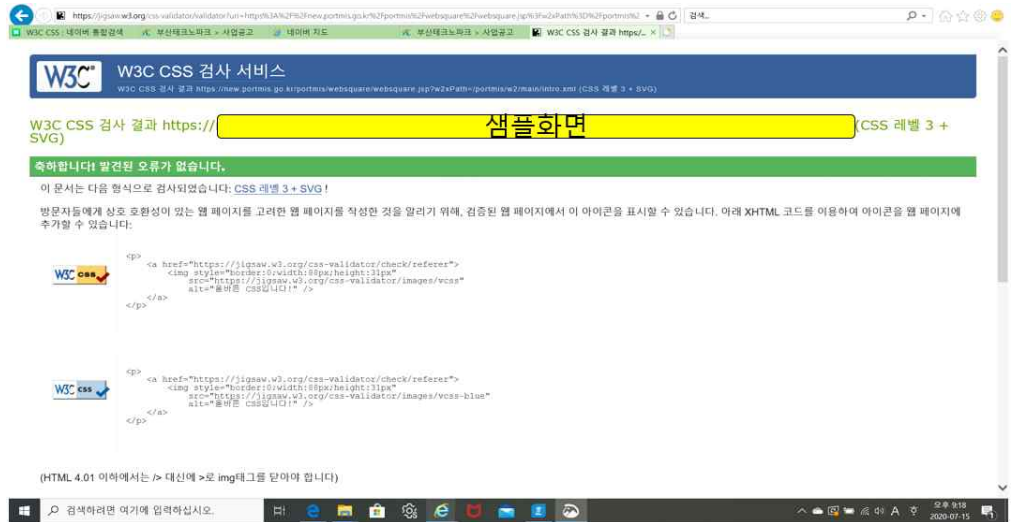 https://jigsaw.w3.org/css-validator/validator?uri=https%3A%2F%2Fnew.portmis.go.kr%2Fportmis%2Fwebsquare%2Fwebsquare.jsp%3Fw2xPath%3D%2Fportmis%2
검색...
W3C CSS : 네이버 통합검색
부산테크노파크 > 사업공고
네이버 지도
부산테크노파크 > 사업공고
W3C CSS 검사 결과 https:/...
W3C CSS 검사 서비스
W3C CSS 검사 결과 https://new.portmis.go.kr/portmis/websquare/websquare.jsp?w2xPath=/portmis/w2/main/intro.xml (CSS 레벨 3 + SVG)
W3C CSS 검사 결과 https:// 샘플화면 (CSS 레벨 3 +
SVG)
축하합니다! 발견된 오류가 없습니다.
이 문서는 다음 형식으로 검사되었습니다: CSS 레벨 3 + SVG !
방문자들에게 상호 호환성이 있는 웹 페이지를 고려한 웹 페이지를 작성한 것을 알리기 위해, 검증된 웹 페이지에서 이 아이콘을 표시할 수 있습니다. 아래 XHTML 코드를 이용하여 아이콘을 웹 페이지에
추가할 수 있습니다:
W3C css
<p>
<a href="https://jigsaw.w3.org/css-validator/check/referer">
<img style="border:0;width:88px;height:31px"
src="https://jigsaw.w3.org/css-validator/images/vcss"
alt="올바른 CSS입니다!" />
</a>
</p>
W3C css
<p>
<a href="https://jigsaw.w3.org/css-validator/check/referer">
<img style="border:0;width:88px;height:31px"
src="https://jigsaw.w3.org/css-validator/images/vcss-blue"
alt="올바른 CSS입니다!" />
</a>
</p>
(HTML 4.01 이하에서는 /> 대신에 >로 img태그를 닫아야 합니다)
검색하려면 여기에 입력하십시오.
A
오후 9:18
2020-07-15